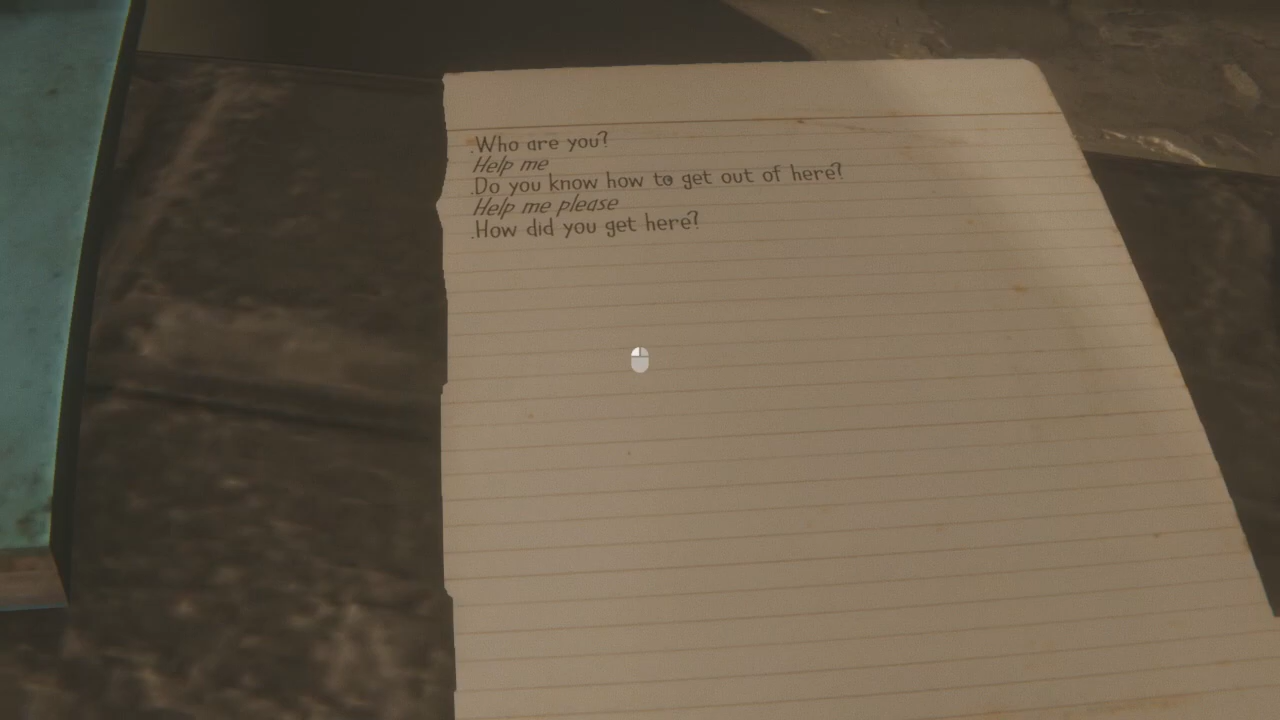 .Who are you?
Help me
.Do you know how to get out of here?
Help me please
.How did you get here?